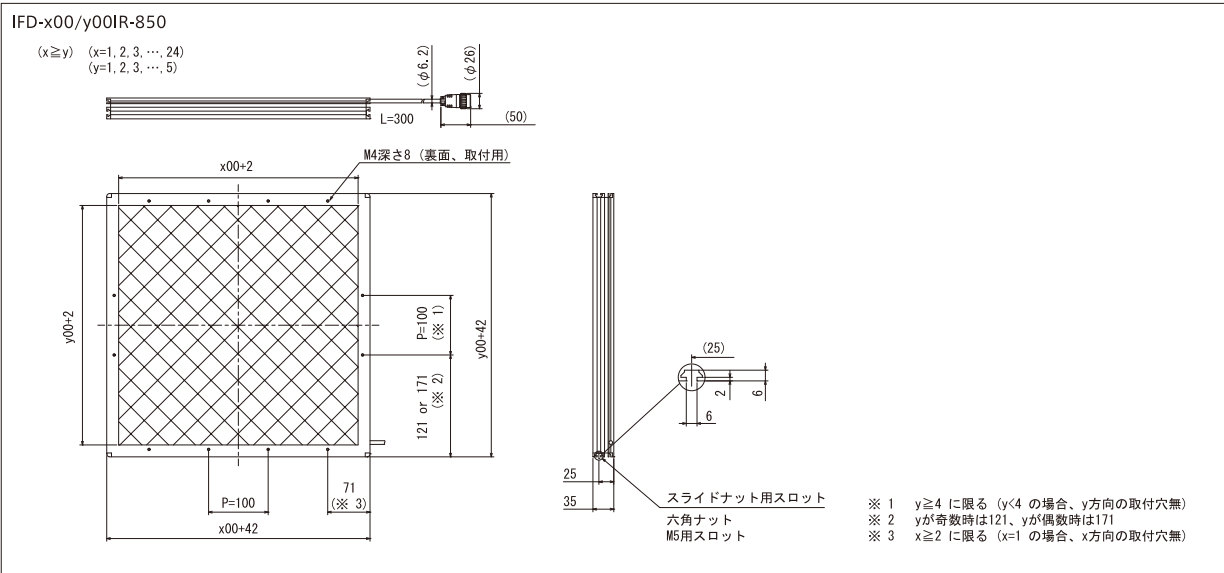 IFD-x00/y00IR-850
(x≧y) (x=1, 2, 3, …, 24)
(y=1, 2, 3, …, 5)
(φ6.2)
(φ26)
L=300
(50)
x00+2
M4深さ8 (裏面、取付用)
y00+2
P=100
(※ 1)
y00+42
121 or 171
(※ 2)
P=100
71
(※ 3)
x00+42
(25)
2
6
6
25
35
スライドナット用スロット
六角ナット
M5用スロット
※ 1 y≧4 に限る (y<4 の場合、y方向の取付穴無)
※ 2 yが奇数時は121、yが偶数時は171
※ 3 x≧2 に限る (x=1 の場合、x方向の取付穴無)